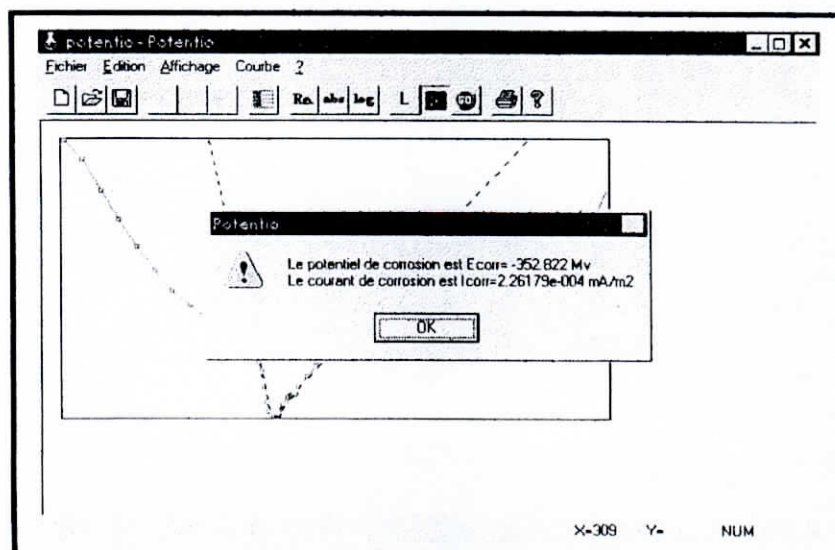 potentio - Potentio
Fichier Edition Affichage Courbe ?
Rn. abs log L
Potentio
Le potentiel de corrosion est Ecorr= -352.822 Mv
Le courant de corrosion est Icorr=2.26179e-004 mA/m2
OK
X=309 Y= NUM